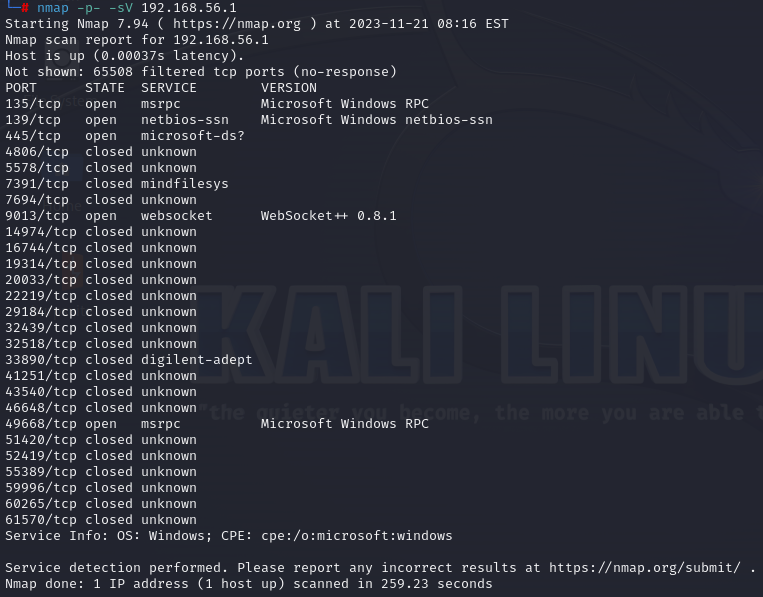 └─# nmap -p- -sV 192.168.56.1
Starting Nmap 7.94 ( https://nmap.org ) at 2023-11-21 08:16 EST
Nmap scan report for 192.168.56.1
Host is up (0.00037s latency).
Not shown: 65508 filtered tcp ports (no-response)
PORT      STATE  SERVICE        VERSION
135/tcp   open   msrpc          Microsoft Windows RPC
139/tcp   open   netbios-ssn    Microsoft Windows netbios-ssn
445/tcp   open   microsoft-ds?
4806/tcp  closed unknown
5578/tcp  closed unknown
7391/tcp  closed mindfilesys
7694/tcp  closed unknown
9013/tcp  open   websocket      WebSocket++ 0.8.1
14974/tcp closed unknown
16744/tcp closed unknown
19314/tcp closed unknown
20033/tcp closed unknown
22219/tcp closed unknown
29184/tcp closed unknown
32439/tcp closed unknown
32518/tcp closed unknown
33890/tcp closed digilent-adept
41251/tcp closed unknown
43540/tcp closed unknown
46648/tcp closed unknown
49668/tcp open   msrpc          Microsoft Windows RPC
51420/tcp closed unknown
52419/tcp closed unknown
55389/tcp closed unknown
59996/tcp closed unknown
60265/tcp closed unknown
61570/tcp closed unknown
Service Info: OS: Windows; CPE: cpe:/o:microsoft:windows
Service detection performed. Please report any incorrect results at https://nmap.org/submit/ .
Nmap done: 1 IP address (1 host up) scanned in 259.23 seconds
KALI LINU
"the quieter you become, the more you are able t